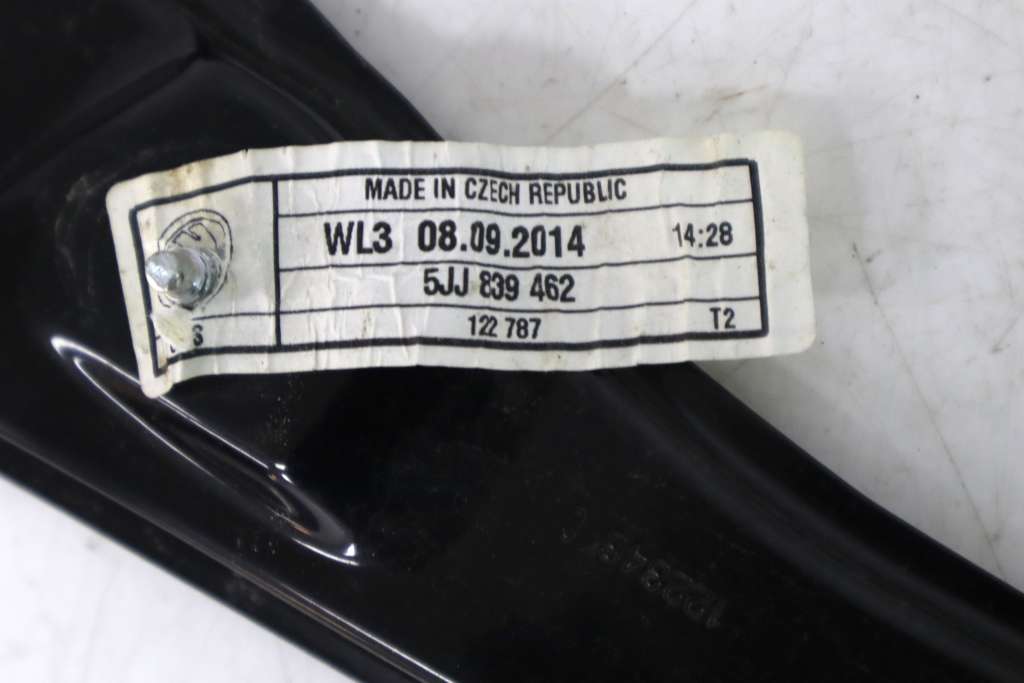 MADE IN CZECH REPUBLIC
WL3 08.09.2014 14:28
5JJ 839 462
122 787 T2